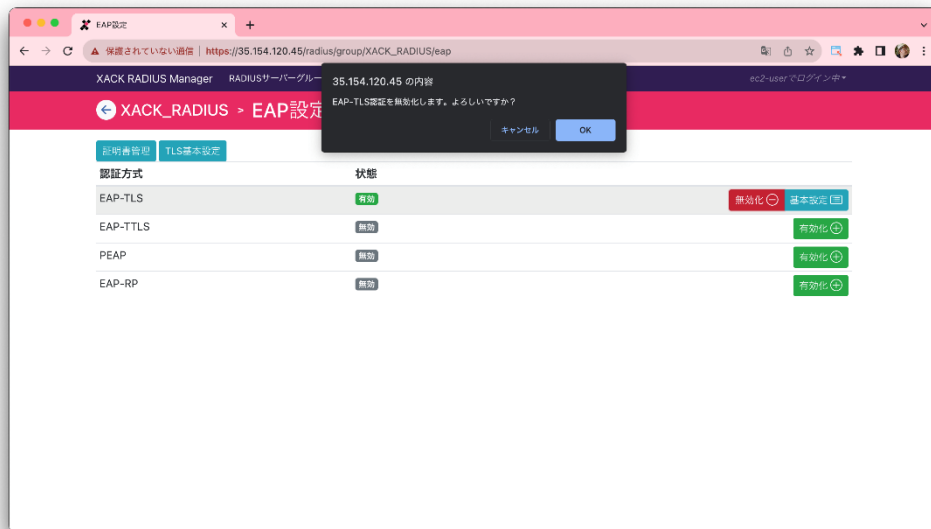 EAP設定
保護されていない通信 | https://35.154.120.45/radius/group/XACK_RADIUS/eap
XACK RADIUS Manager RADIUSサーバーグルー
ec2-userでログイン中
35.154.120.45 の内容
EAP-TLS認証を無効化します。よろしいですか？
キャンセル OK
XACK_RADIUS > EAP設定
証明書管理 TLS基本設定
認証方式 状態
EAP-TLS 有効 無効化 基本設定
EAP-TTLS 無効 有効化
PEAP 無効 有効化
EAP-RP 無効 有効化